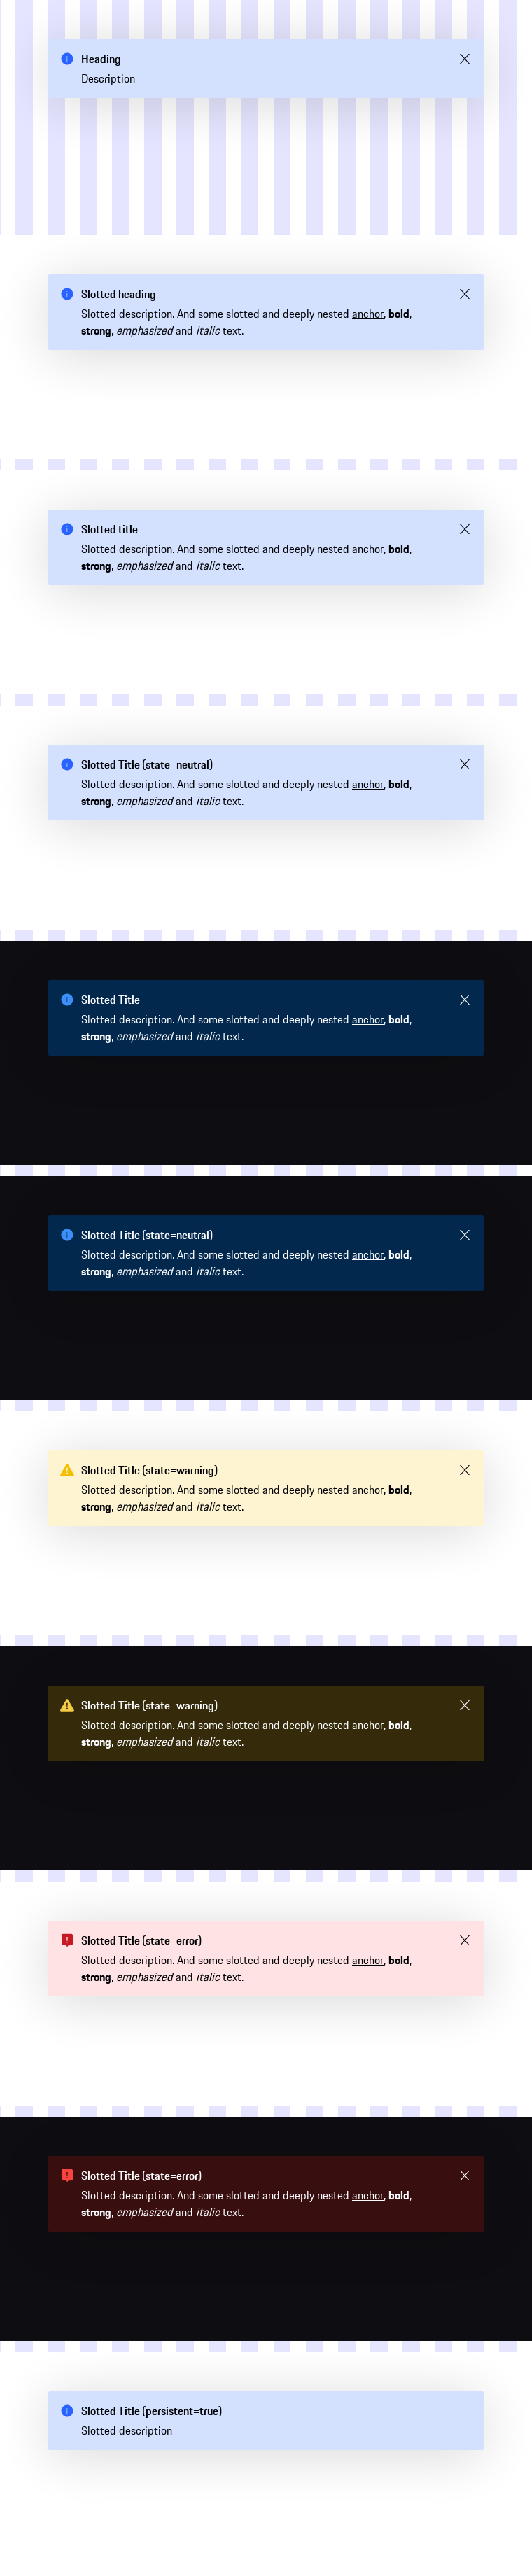 Heading
Description
Slotted heading
Slotted description. And some slotted and deeply nested anchor, bold,
strong, emphasized and italic text.
Slotted title
Slotted description. And some slotted and deeply nested anchor, bold,
strong, emphasized and italic text.
Slotted Title (state=neutral)
Slotted description. And some slotted and deeply nested anchor, bold,
strong, emphasized and italic text.
Slotted Title
Slotted description. And some slotted and deeply nested anchor, bold,
strong, emphasized and italic text.
Slotted Title (state=neutral)
Slotted description. And some slotted and deeply nested anchor, bold,
strong, emphasized and italic text.
Slotted Title (state=warning)
Slotted description. And some slotted and deeply nested anchor, bold,
strong, emphasized and italic text.
Slotted Title (state=warning)
Slotted description. And some slotted and deeply nested anchor, bold,
strong, emphasized and italic text.
Slotted Title (state=error)
Slotted description. And some slotted and deeply nested anchor, bold,
strong, emphasized and italic text.
Slotted Title (state=error)
Slotted description. And some slotted and deeply nested anchor, bold,
strong, emphasized and italic text.
Slotted Title (persistent=true)
Slotted description